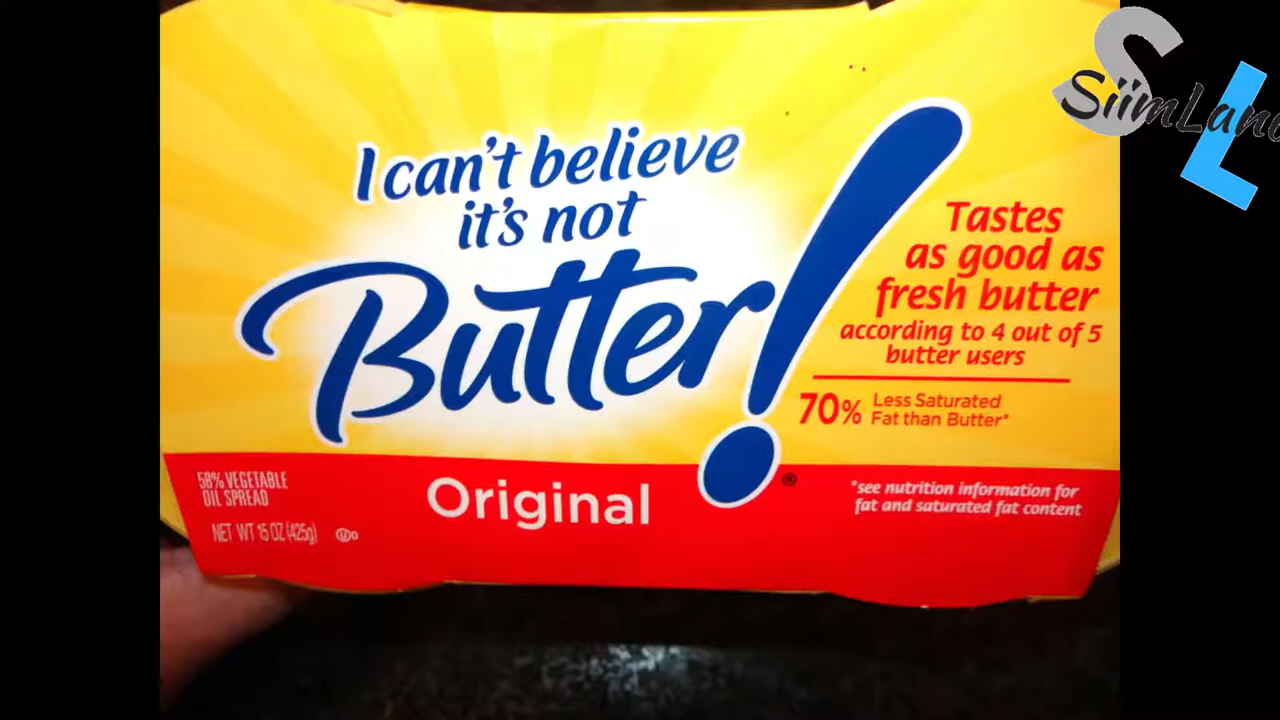 I can't believe
it's not
Butter!
Tastes
as good as
fresh butter
according to 4 out of 5
butter users
70% Less Saturated
Fat than Butter*
58% VEGETABLE
OIL SPREAD
NET WT 15 OZ (425g) Ⓤ D
Original
®
*see nutrition information for
fat and saturated fat content
S
L
SiimLand